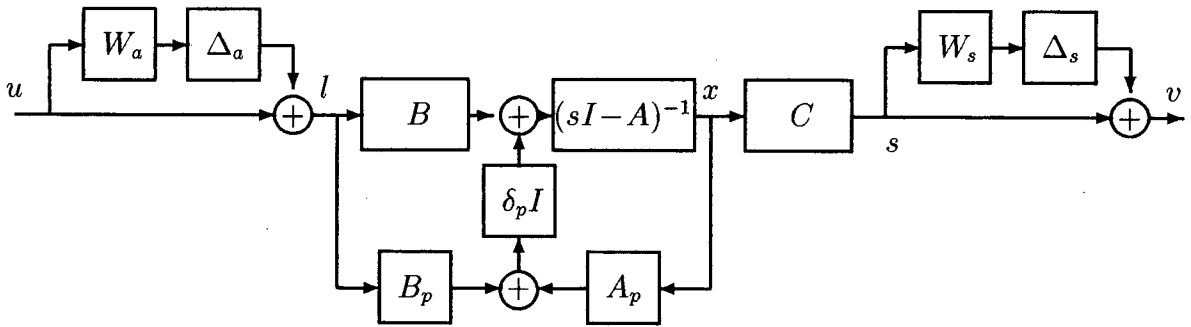 W_a
Δ_a
W_s
Δ_s
u
l
x
v
+
B
+
(sI − A)^{-1}
C
+
s
δ_p I
B_p
+
A_p